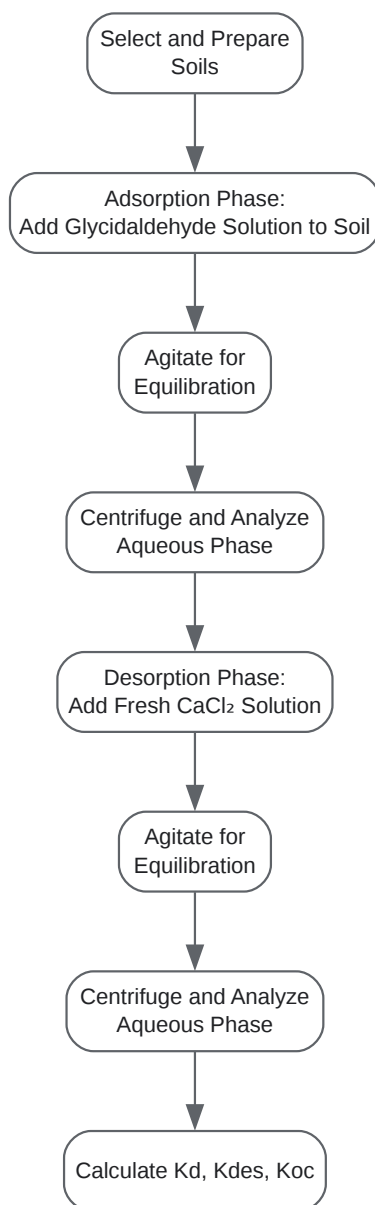 Select and Prepare
Soils
Adsorption Phase:
Add Glycidaldehyde Solution to Soil
Agitate for
Equilibration
Centrifuge and Analyze
Aqueous Phase
Desorption Phase:
Add Fresh CaCl₂ Solution
Agitate for
Equilibration
Centrifuge and Analyze
Aqueous Phase
Calculate Kd, Kdes, Koc